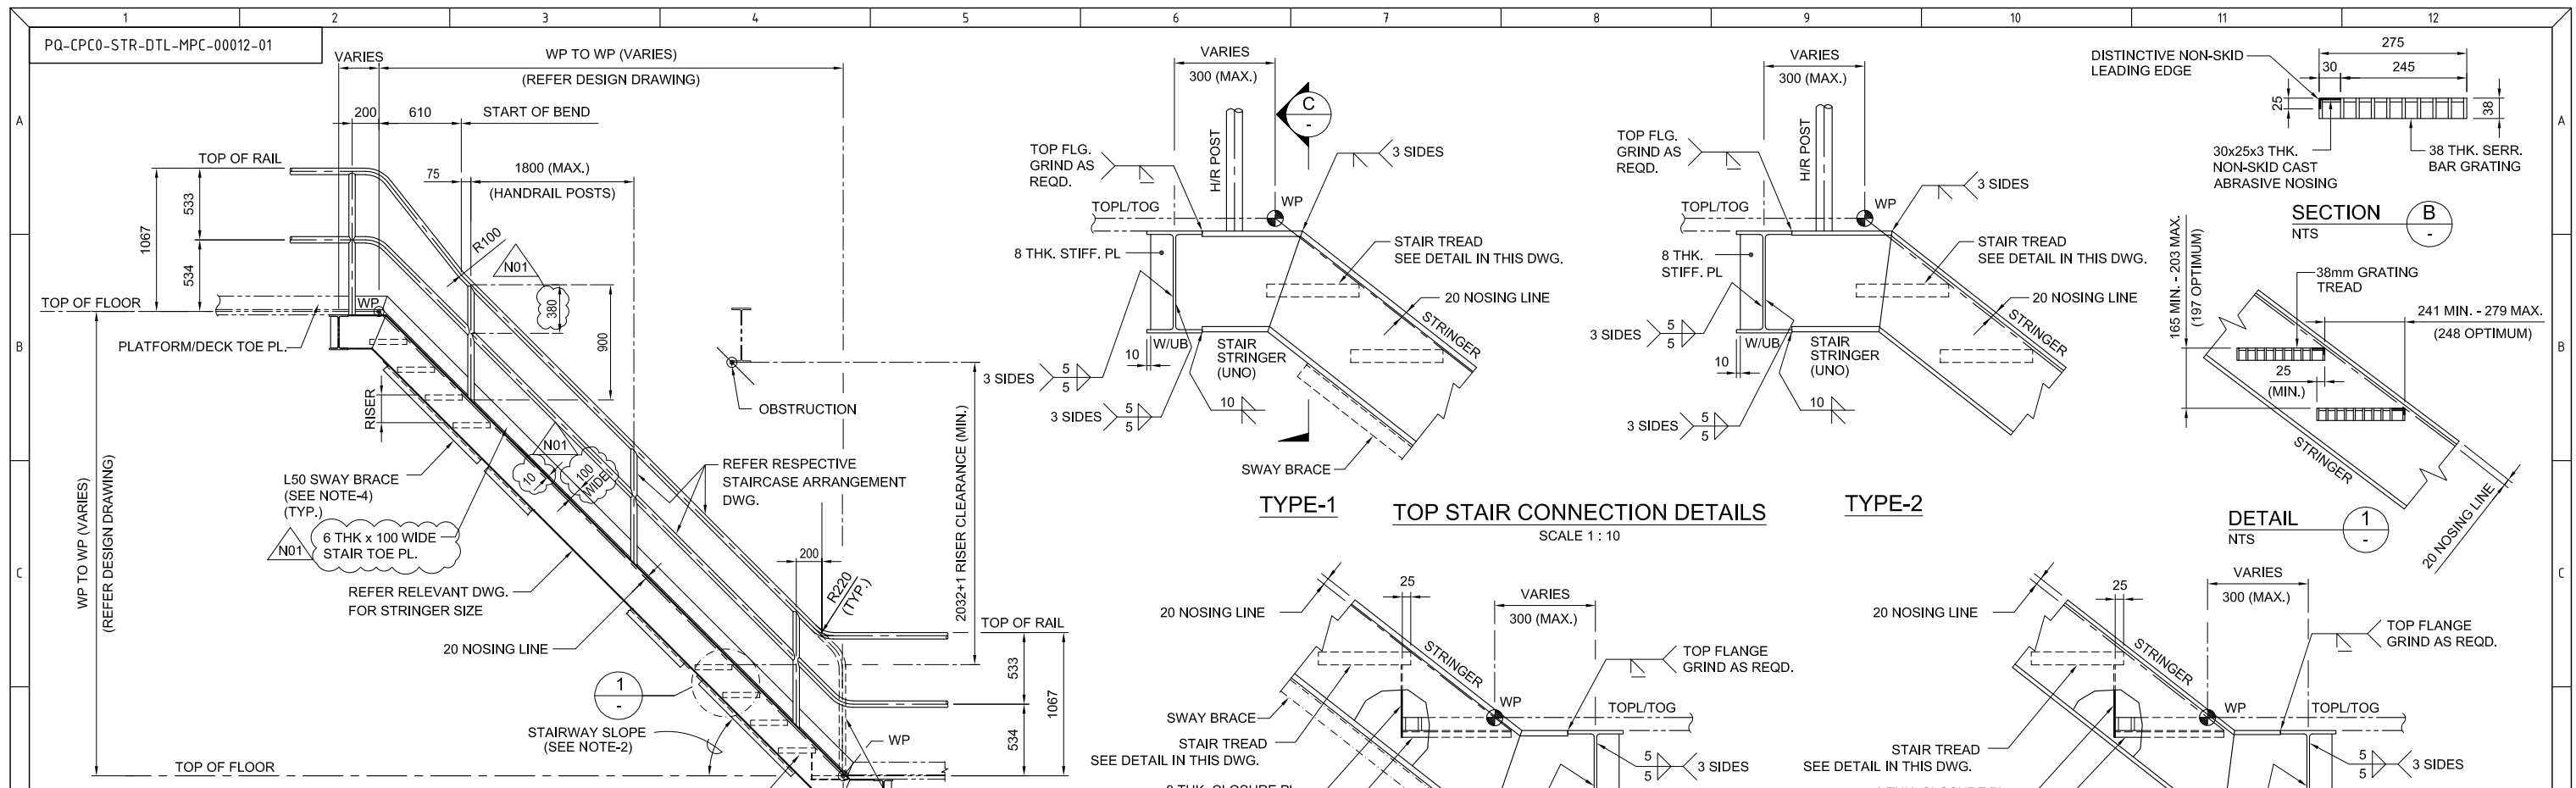 1 2 3 4 5 6 7 8 9 10 11 12
PQ-CPC0-STR-DTL-MPC-00012-01
A
B
C
VARIES
WP TO WP (VARIES)
(REFER DESIGN DRAWING)
200
610
START OF BEND
TOP OF RAIL
75
1800 (MAX.)
(HANDRAIL POSTS)
533
1067
534
R100
N01
380
900
TOP OF FLOOR
WP
PLATFORM/DECK TOE PL.
RISER
OBSTRUCTION
2032+1 RISER CLEARANCE (MIN.)
N01
10
100
WIDE
L50 SWAY BRACE
(SEE NOTE-4)
(TYP.)
REFER RESPECTIVE
STAIRCASE ARRANGEMENT
DWG.
WP TO WP (VARIES)
(REFER DESIGN DRAWING)
N01
6 THK x 100 WIDE
STAIR TOE PL.
REFER RELEVANT DWG.
FOR STRINGER SIZE
200
R220
(TYP.)
TOP OF RAIL
20 NOSING LINE
533
1067
534
1
-
STAIRWAY SLOPE
(SEE NOTE-2)
WP
TOP OF FLOOR
VARIES
300 (MAX.)
C
-
TOP FLG.
GRIND AS
REQD.
H/R POST
3 SIDES
TOPL/TOG
WP
8 THK. STIFF. PL
STAIR TREAD
SEE DETAIL IN THIS DWG.
20 NOSING LINE
STRINGER
W/UB
10
STAIR
STRINGER
(UNO)
3 SIDES
5
5
3 SIDES
5
5
10
SWAY BRACE
TYPE-1
TOP STAIR CONNECTION DETAILS
SCALE 1 : 10
VARIES
300 (MAX.)
TOP FLG.
GRIND AS
REQD.
H/R POST
3 SIDES
TOPL/TOG
WP
8 THK.
STIFF. PL
STAIR TREAD
SEE DETAIL IN THIS DWG.
20 NOSING LINE
STRINGER
3 SIDES
5
5
W/UB
10
STAIR
STRINGER
(UNO)
10
3 SIDES
5
5
TYPE-2
DISTINCTIVE NON-SKID
LEADING EDGE
275
30
245
25
38
30x25x3 THK.
NON-SKID CAST
ABRASIVE NOSING
38 THK. SERR.
BAR GRATING
SECTION
NTS
B
-
165 MIN. - 203 MAX.
(197 OPTIMUM)
38mm GRATING
TREAD
241 MIN. - 279 MAX.
(248 OPTIMUM)
25
(MIN.)
STRINGER
20 NOSING LINE
DETAIL
NTS
1
-
25
VARIES
300 (MAX.)
20 NOSING LINE
STRINGER
TOP FLANGE
GRIND AS REQD.
SWAY BRACE
WP
TOPL/TOG
STAIR TREAD
SEE DETAIL IN THIS DWG.
5
5
3 SIDES
25
VARIES
300 (MAX.)
20 NOSING LINE
STRINGER
TOP FLANGE
GRIND AS REQD.
WP
TOPL/TOG
STAIR TREAD
SEE DETAIL IN THIS DWG.
5
5
3 SIDES
A
B
C